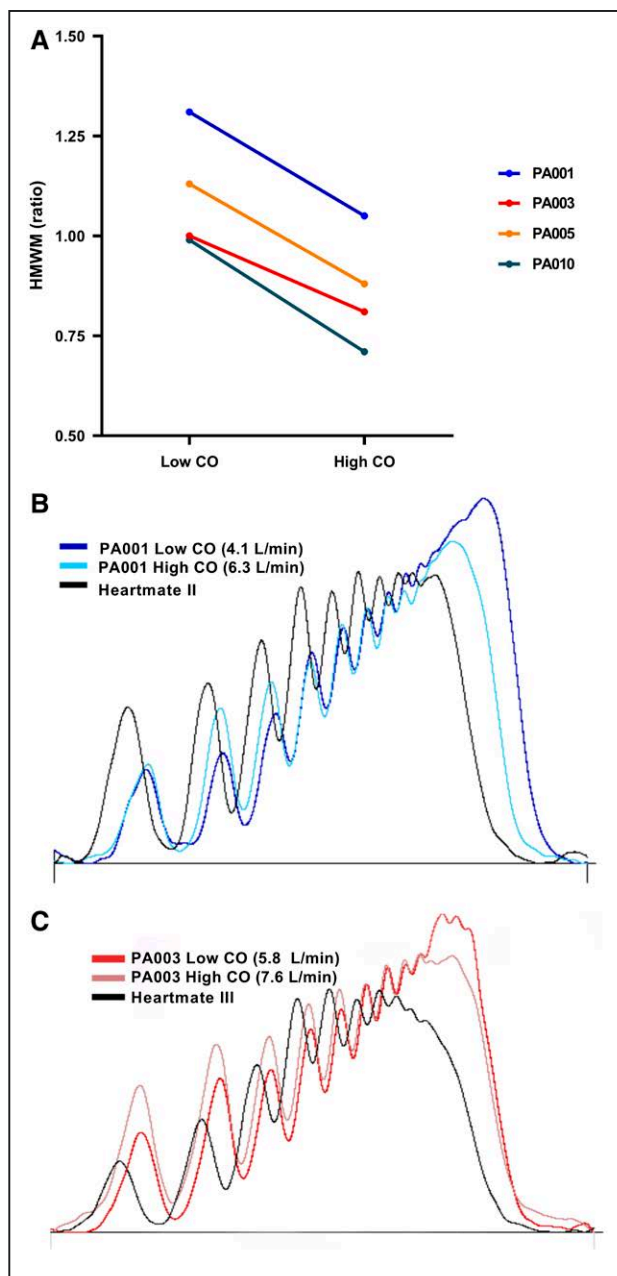 A
1.50
1.25
1.00
0.75
0.50
HMWM (ratio)
Low CO
High CO
PA001
PA003
PA005
PA010
B
PA001 Low CO (4.1 L/min)
PA001 High CO (6.3 L/min)
Heartmate II
C
PA003 Low CO (5.8 L/min)
PA003 High CO (7.6 L/min)
Heartmate III